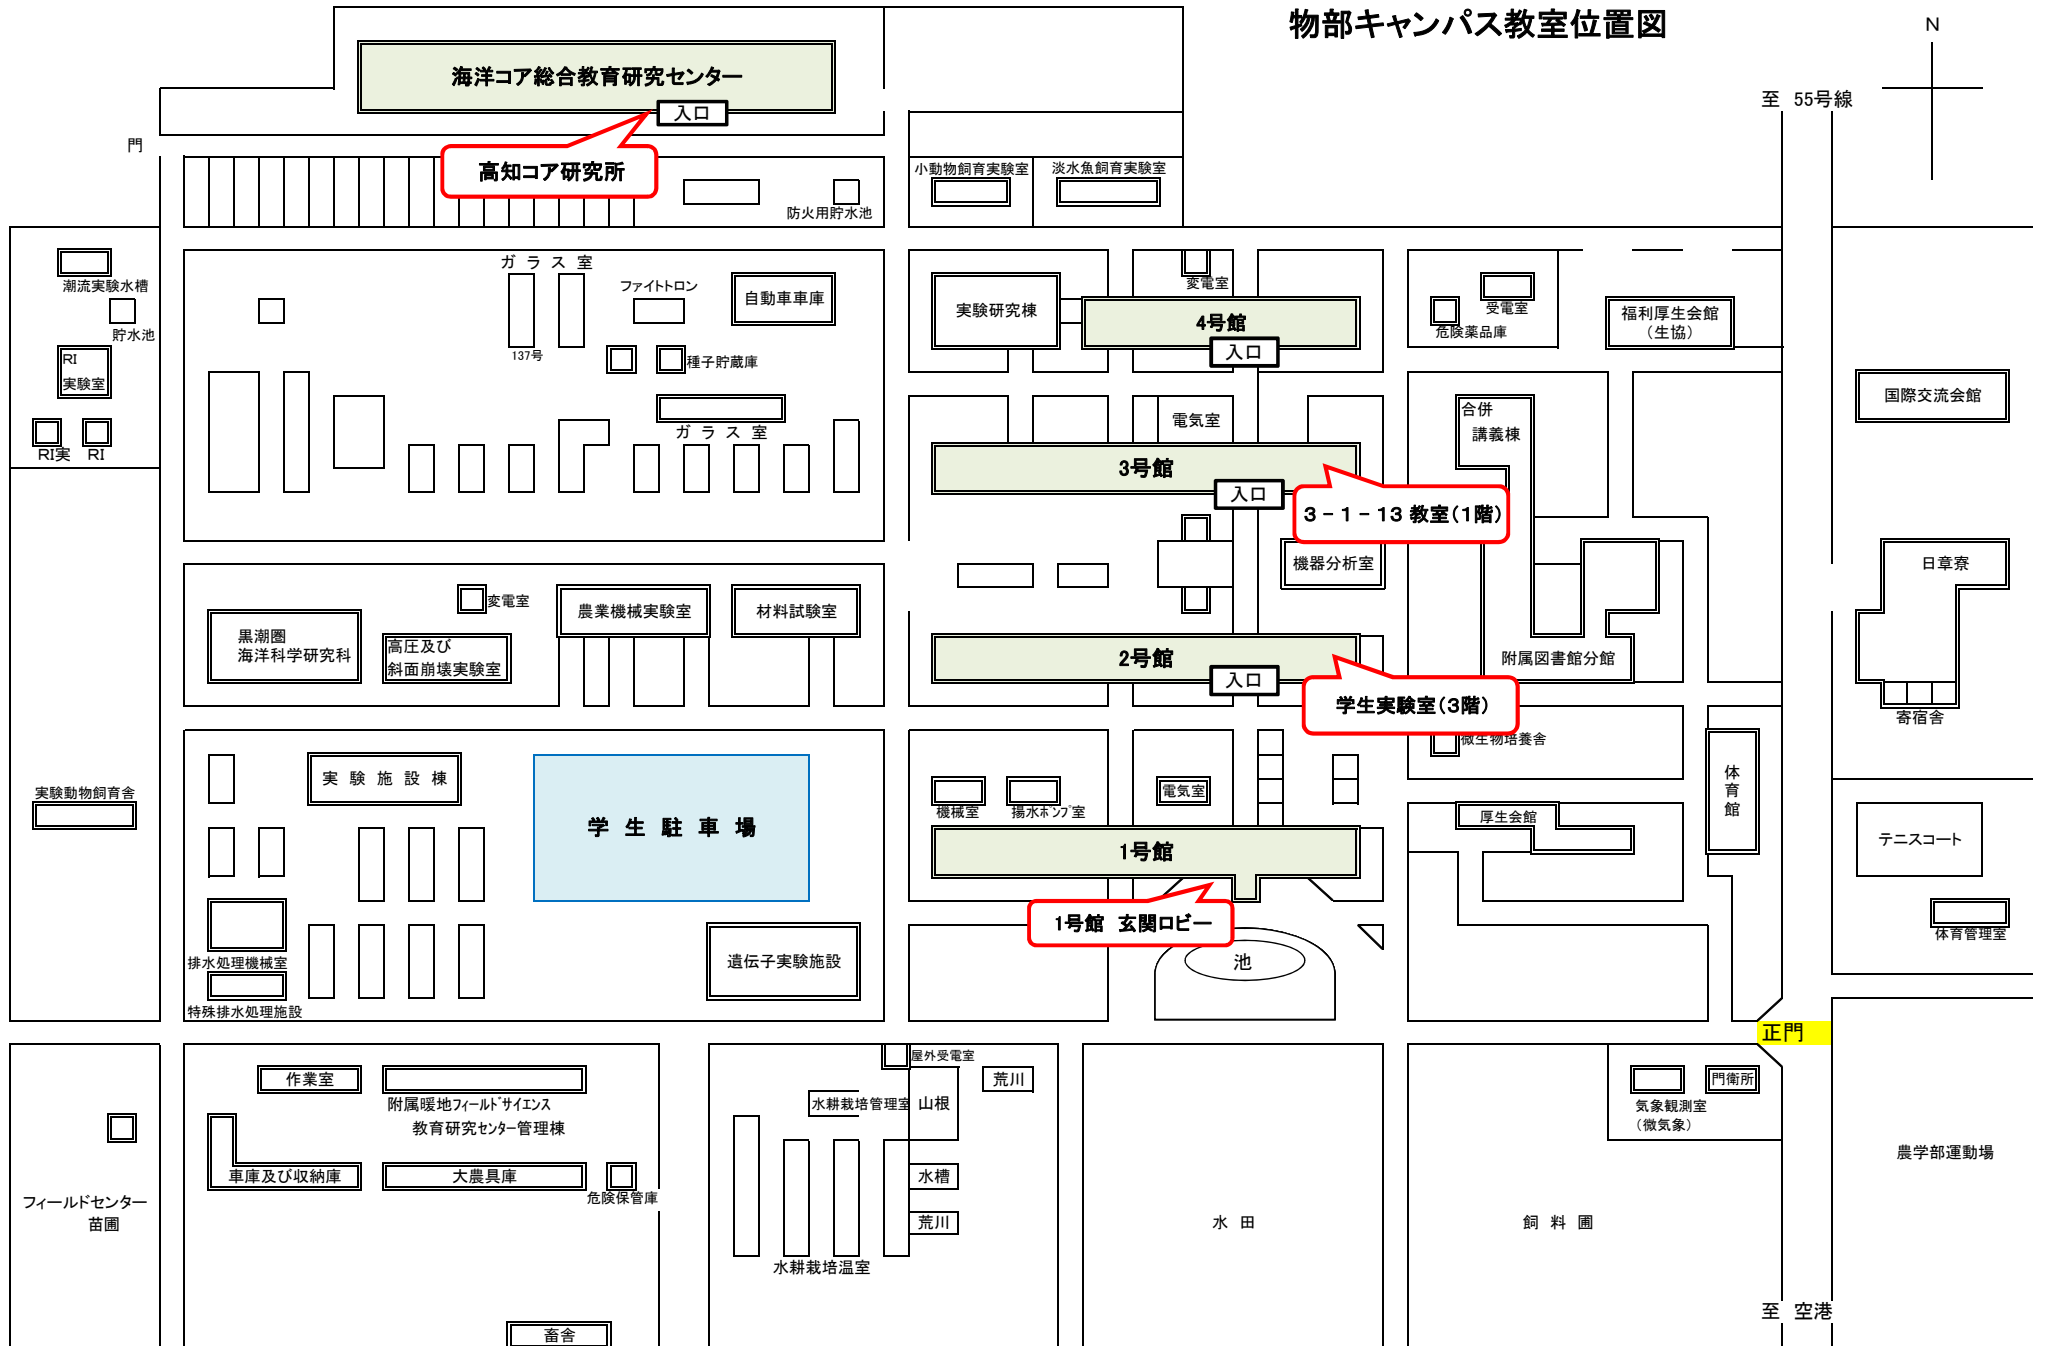 物部キャンパス教室位置図
N
海洋コア総合教育研究センター
入口
至 55号線
門
高知コア研究所
小動物飼育実験室
淡水魚飼育実験室
防火用貯水池
ガラス室
潮流実験水槽
ファイトトロン
自動車車庫
変電室
実験研究棟
4号館
入口
受電室
危険薬品庫
福利厚生会館
（生協）
貯水池
137号
種子貯蔵庫
RI
実験室
国際交流会館
ガラス室
電気室
合併
講義棟
RI実
RI
3号館
入口
3-1-13 教室（1階）
機器分析室
日章寮
変電室
農業機械実験室
材料試験室
黒潮圏
海洋科学研究科
高圧及び
斜面崩壊実験室
2号館
入口
附属図書館分館
学生実験室（3階）
寄宿舎
微生物培養舎
実験施設棟
体育館
実験動物飼育舎
機械室
揚水ポンプ室
電気室
学生駐車場
厚生会館
1号館
テニスコート
1号館 玄関ロビー
体育管理室
排水処理機械室
遺伝子実験施設
池
特殊排水処理施設
正門
屋外受電室
作業室
荒川
門衛所
附属暖地フィールドサイエンス
教育研究センター管理棟
水耕栽培管理室
山根
気象観測室
（微気象）
農学部運動場
車庫及び収納庫
大農具庫
危険保管庫
水槽
フィールドセンター
苗圃
荒川
水田
飼料圃
水耕栽培温室
至 空港
畜舎